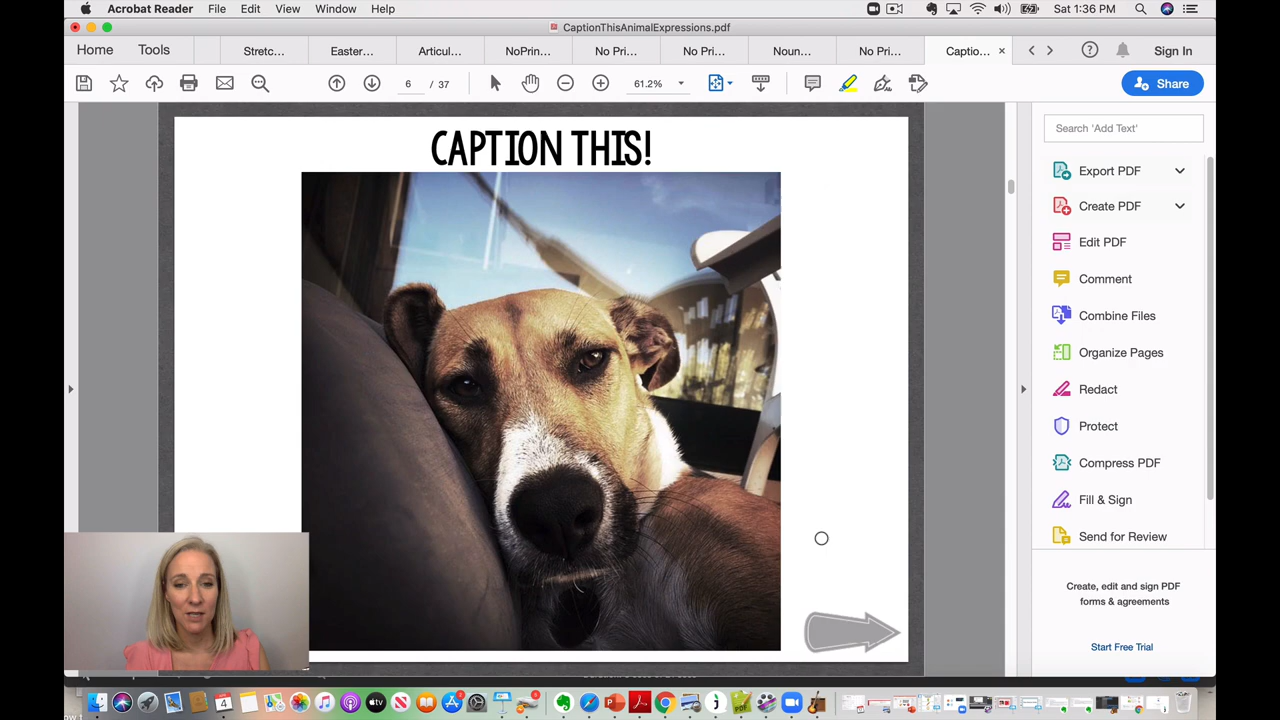 Acrobat Reader File Edit View Window Help Sat 1:36 PM
CaptionThisAnimalExpressions.pdf
Home Tools Stretc... Easter... Articul... NoPrin... No Pri... No Pri... Noun... No Pri... Captio... × Sign In
6 / 37 61.2% Share
CAPTION THIS!
Search 'Add Text'
Export PDF
Create PDF
Edit PDF
Comment
Combine Files
Organize Pages
Redact
Protect
Compress PDF
Fill & Sign
Send for Review
Create, edit and sign PDF
forms & agreements
Start Free Trial